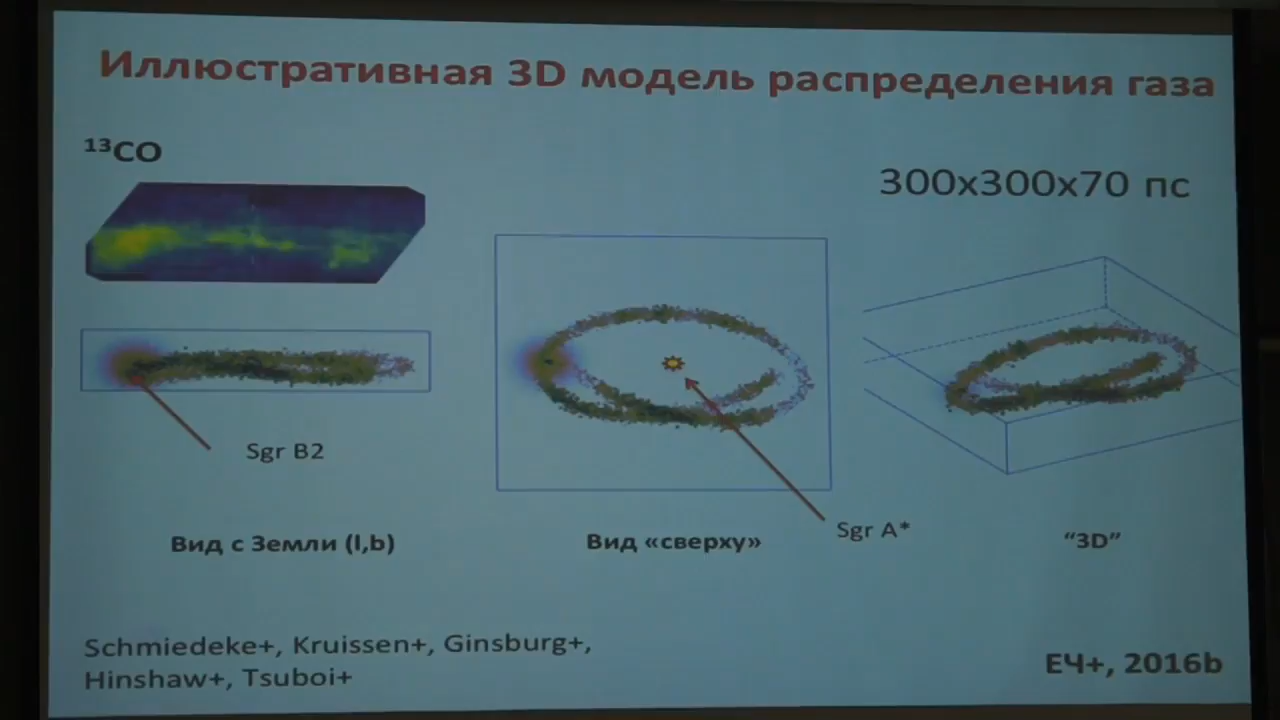 Иллюстративная 3D модель распределения газа
¹³CO
300x300x70 пс
Sgr B2
Sgr A*
Вид с Земли (l,b)
Вид «сверху»
“3D”
Schmiedeke+, Kruissen+, Ginsburg+,
Hinshaw+, Tsuboi+
ЕЧ+, 2016b